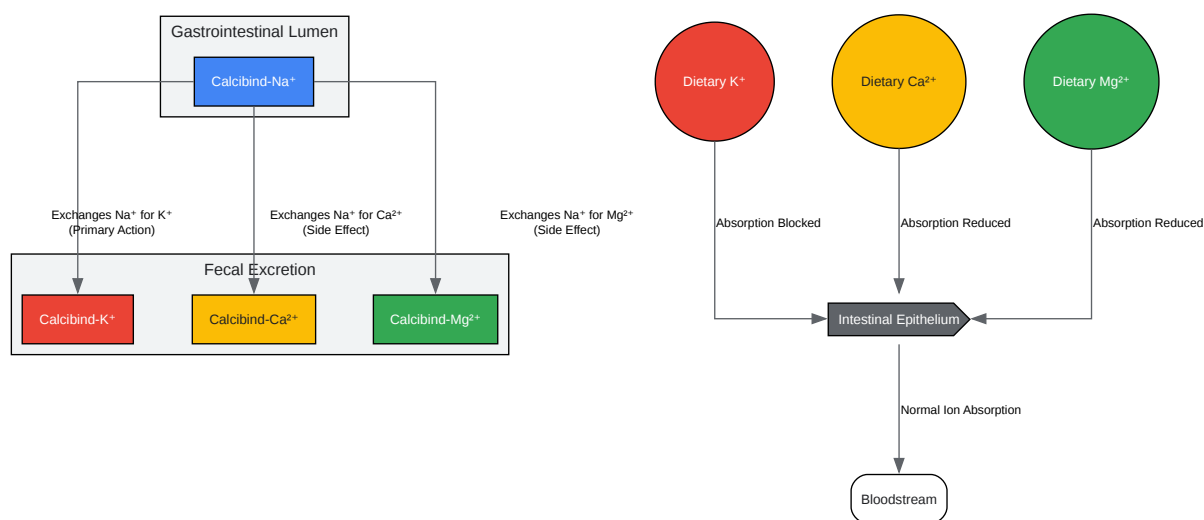 Gastrointestinal Lumen
Calcibind-Na⁺
Dietary K⁺
Dietary Ca²⁺
Dietary Mg²⁺
Exchanges Na⁺ for K⁺
(Primary Action)
Exchanges Na⁺ for Ca²⁺
(Side Effect)
Exchanges Na⁺ for Mg²⁺
(Side Effect)
Absorption Blocked
Absorption Reduced
Absorption Reduced
Fecal Excretion
Calcibind-K⁺
Calcibind-Ca²⁺
Calcibind-Mg²⁺
Intestinal Epithelium
Normal Ion Absorption
Bloodstream